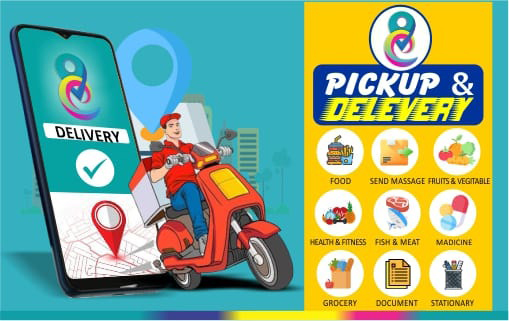 DELIVERY
PICKUP &
DELEVERY
FOOD
SEND MASSAGE
FRUITS & VEGITABLE
HEALTH & FITNESS
FISH & MEAT
MADICINE
GROCERY
DOCUMENT
STATIONARY